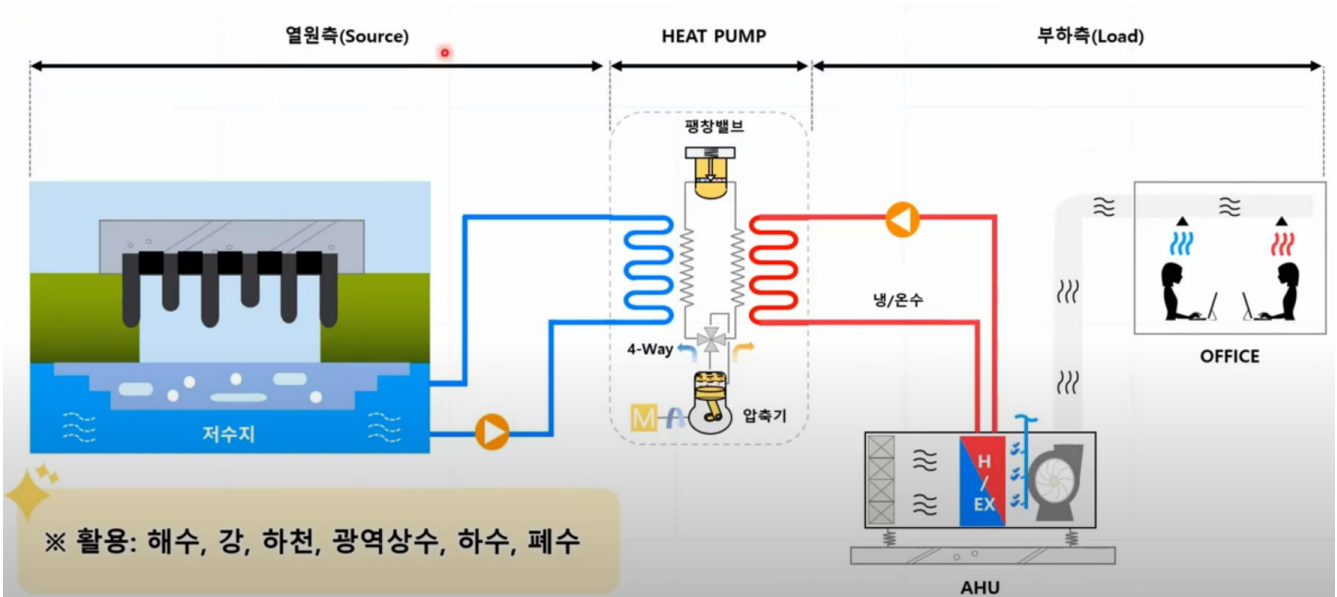 열원측(Source)
HEAT PUMP
부하측(Load)
팽창밸브
냉/온수
4-Way
압축기
M
저수지
H
/
EX
OFFICE
AHU
※ 활용: 해수, 강, 하천, 광역상수, 하수, 폐수